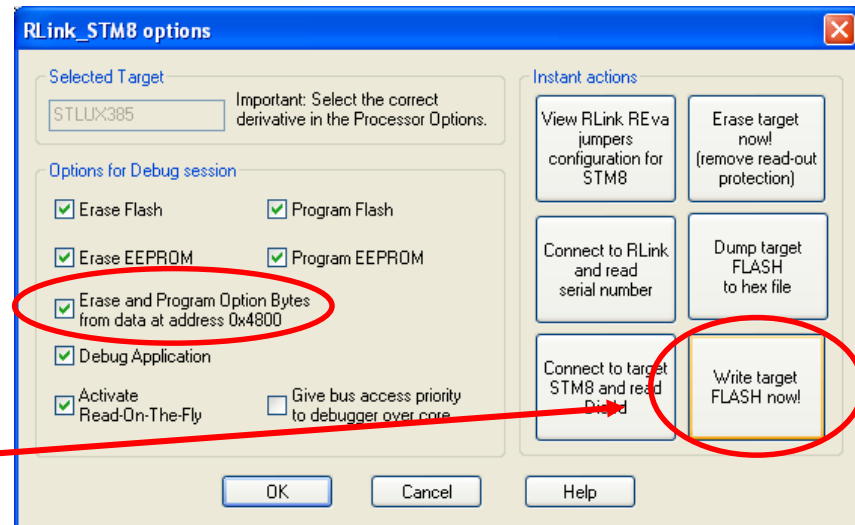 RLink_STM8 options
Selected Target
STLUX385
Important: Select the correct
derivative in the Processor Options.
Options for Debug session
Erase Flash
Program Flash
Erase EEPROM
Program EEPROM
Erase and Program Option Bytes
from data at address 0x4800
Debug Application
Activate
Read-On-The-Fly
Give bus access priority
to debugger over core
Instant actions
View RLink REva
jumpers
configuration for
STM8
Erase target
now!
(remove read-out
protection)
Connect to RLink
and read
serial number
Dump target
FLASH
to hex file
Connect to target
STM8 and read
Write target
FLASH now!
OK
Cancel
Help